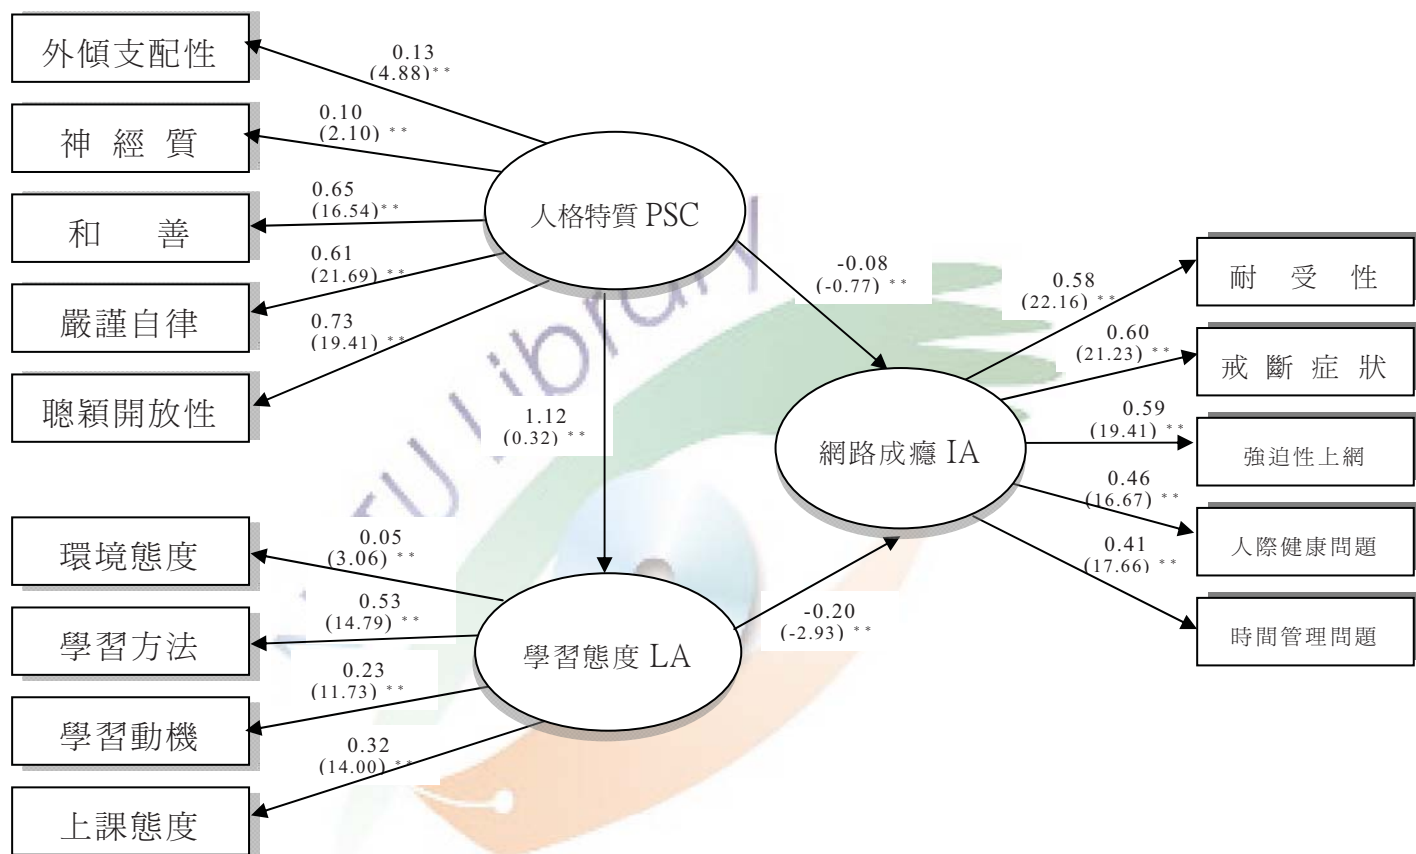 外傾支配性
0.13
(4.88)**
神經質
0.10
(2.10) **
和善
0.65
(16.54)**
嚴謹自律
0.61
(21.69) **
聰穎開放性
0.73
(19.41) **
人格特質 PSC
-0.08
(-0.77) **
1.12
(0.32) **
網路成癮 IA
0.58
(22.16) **
耐受性
0.60
(21.23) **
戒斷症狀
0.59
(19.41) **
強迫性上網
0.46
(16.67) **
人際健康問題
0.41
(17.66) **
時間管理問題
環境態度
0.05
(3.06) **
學習方法
0.53
(14.79) **
學習動機
0.23
(11.73) **
上課態度
0.32
(14.00) **
學習態度 LA
-0.20
(-2.93) **
U Library